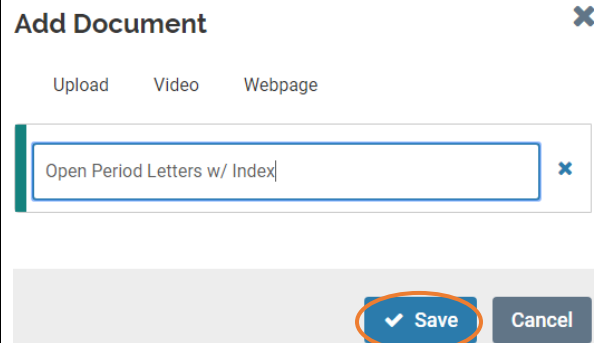 Add Document
Upload Video Webpage
Open Period Letters w/ Index
Save Cancel